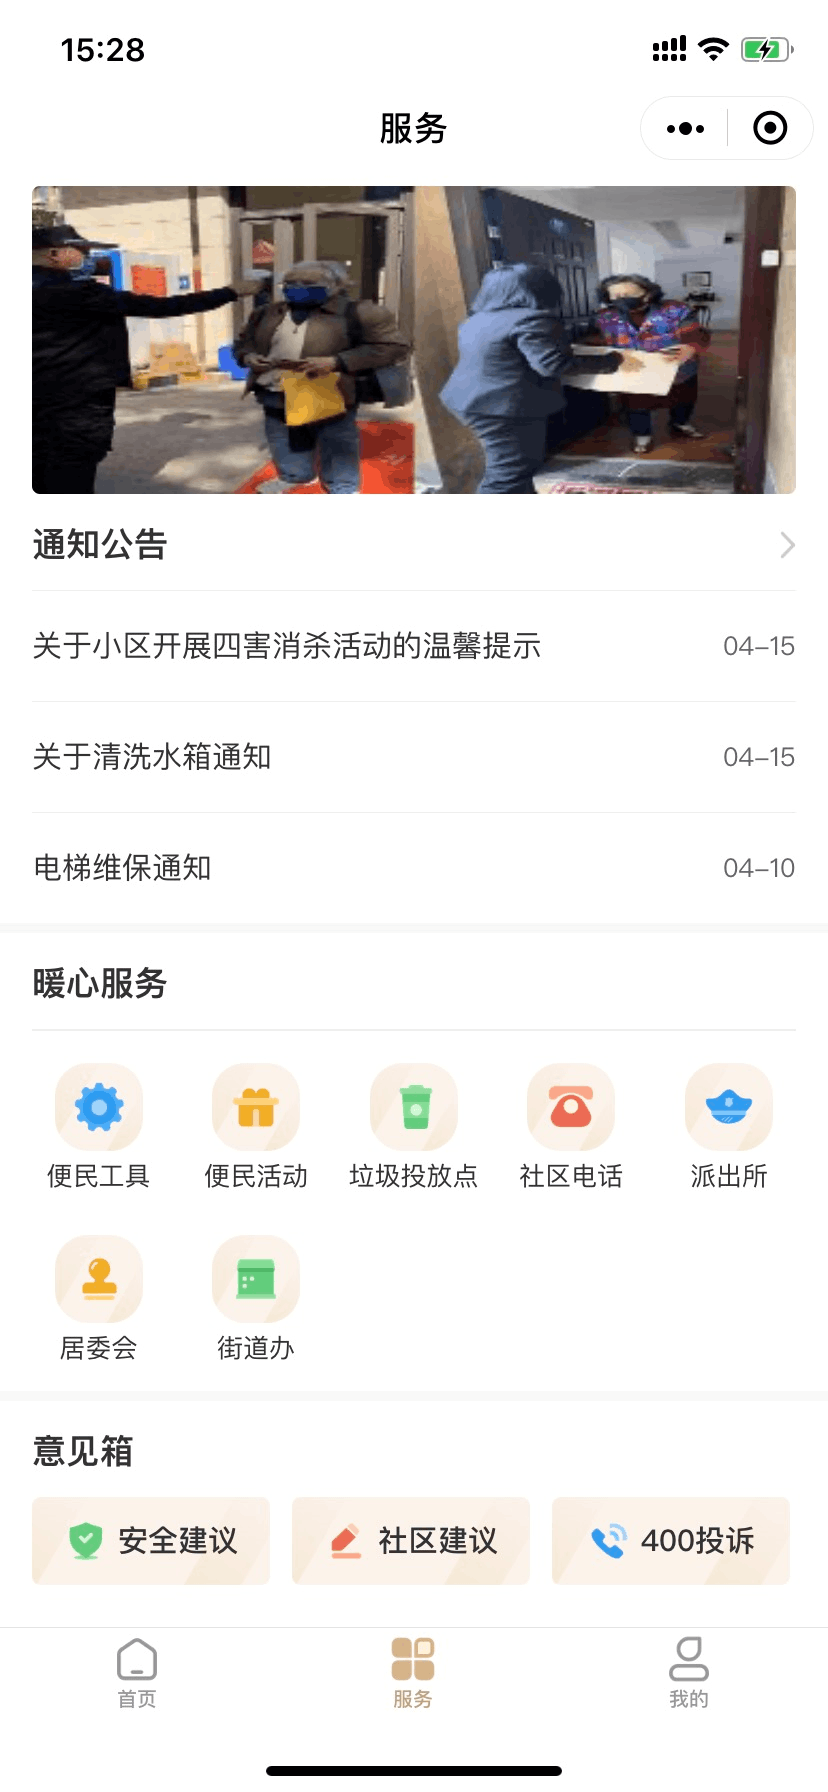 15:28
服务
通知公告
关于小区开展四害消杀活动的温馨提示 04-15
关于清洗水箱通知 04-15
电梯维保通知 04-10
暖心服务
便民工具 便民活动 垃圾投放点 社区电话 派出所
居委会 街道办
意见箱
安全建议 社区建议 400投诉
首页 服务 我的